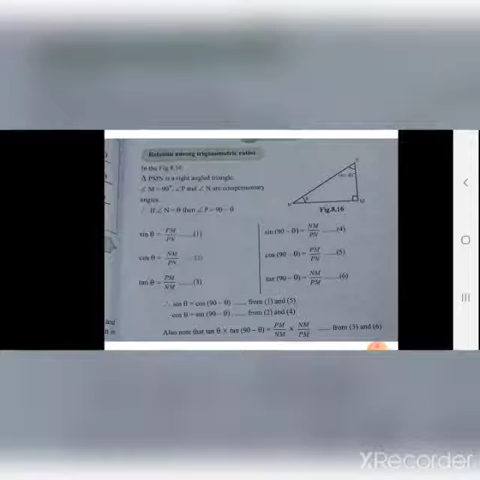 Relation among trigonometric ratios
In the Fig.8.16
Δ PMN is a right angled triangle.
∠ M = 90°, ∠P and ∠ N are complementary
angles.
∴ If ∠ N = θ then ∠P = 90 – θ
Fig.8.16
sin θ = PM/PN .......(1)
cos θ = NM/PN .......(2)
tan θ = PM/NM .......(3)
sin (90 – θ) = NM/PN .......(4)
cos (90 – θ) = PM/PN .......(5)
tan (90 – θ) = NM/PM .......(6)
∴ sin θ = cos (90 – θ) ....... from (1) and (5)
cos θ = sin (90 – θ) ....... from (2) and (4)
Also note that tan θ × tan (90 – θ) = PM/NM × NM/PM ....... from (3) and (6)
XRecorder